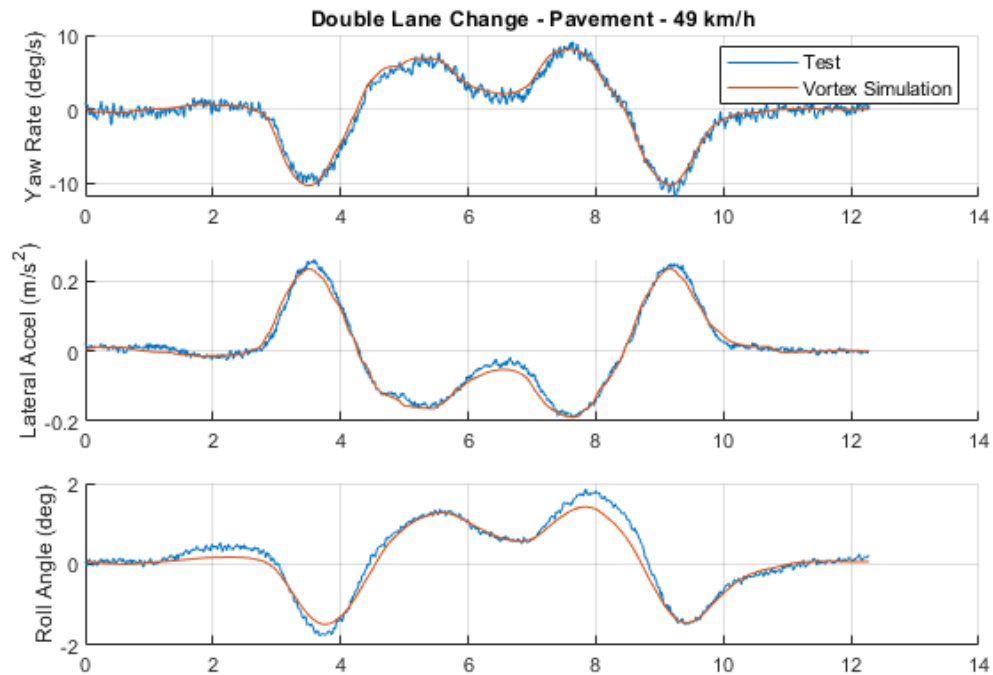 Double Lane Change - Pavement - 49 km/h
Yaw Rate (deg/s)
10
0
-10
Test
Vortex Simulation
0 2 4 6 8 10 12 14
Lateral Accel (m/s²)
0.2
0
-0.2
0 2 4 6 8 10 12 14
Roll Angle (deg)
2
0
-2
0 2 4 6 8 10 12 14